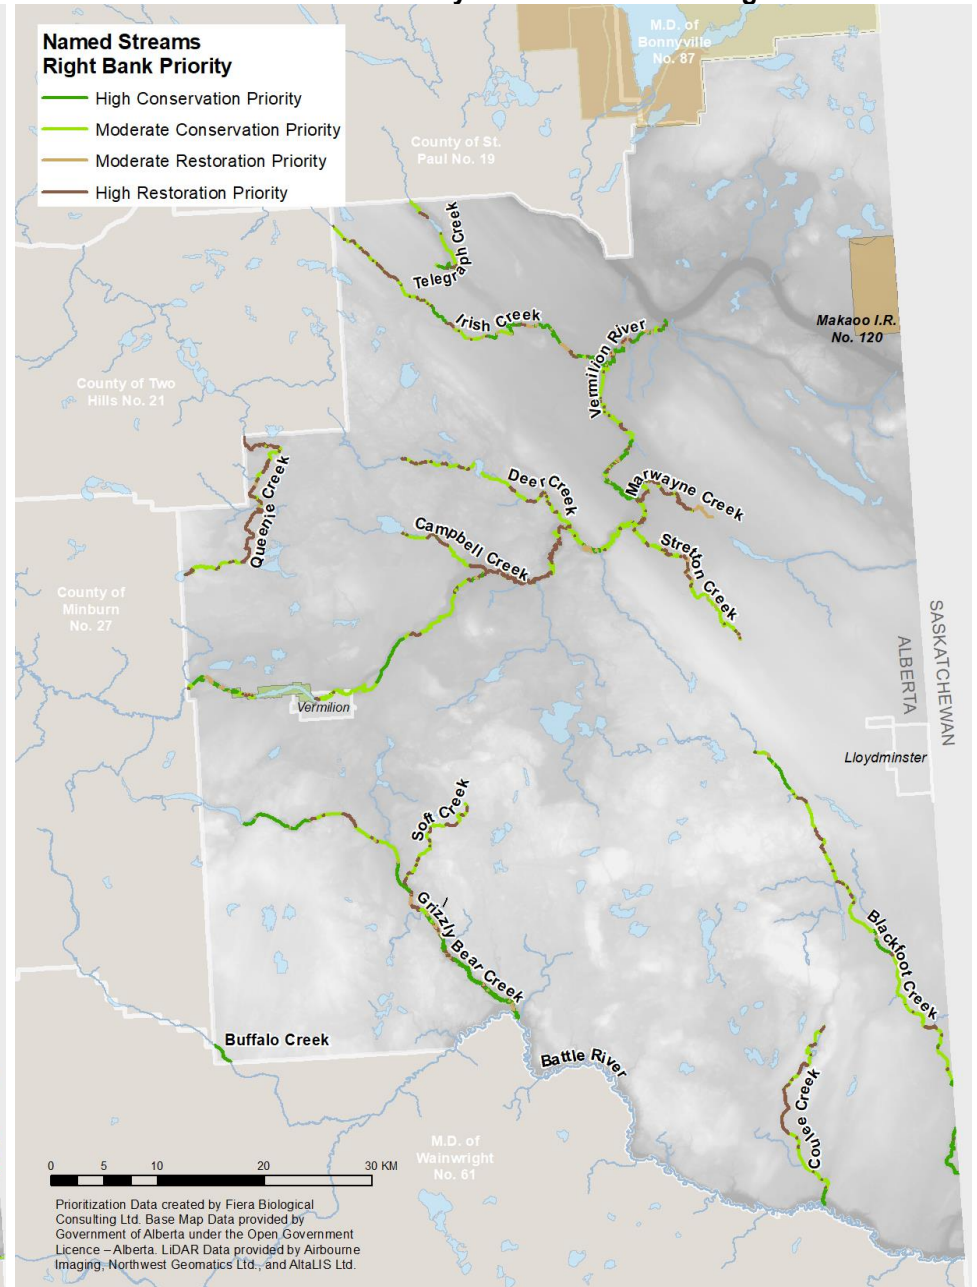 Named Streams
Right Bank Priority
High Conservation Priority
Moderate Conservation Priority
Moderate Restoration Priority
High Restoration Priority
M.D. of
Bonnyville
No. 87
County of St.
Paul No. 19
Telegraph Creek
Irish Creek
Vermilion River
Makaoo I.R.
No. 120
County of Two
Hills No. 21
Queenie Creek
Deer Creek
Marwayne Creek
Campbell Creek
Stretton Creek
County of
Minburn
No. 27
SASKATCHEWAN
ALBERTA
Vermilion
Lloydminster
Soft Creek
Grizzly Bear Creek
Blackfoot Creek
Buffalo Creek
Battle River
Coulee Creek
M.D. of
Wainwright
No. 61
0 5 10 20 30 KM
Prioritization Data created by Fiera Biological
Consulting Ltd. Base Map Data provided by
Government of Alberta under the Open Government
Licence – Alberta. LiDAR Data provided by Airbourne
Imaging, Northwest Geomatics Ltd., and AltaLIS Ltd.